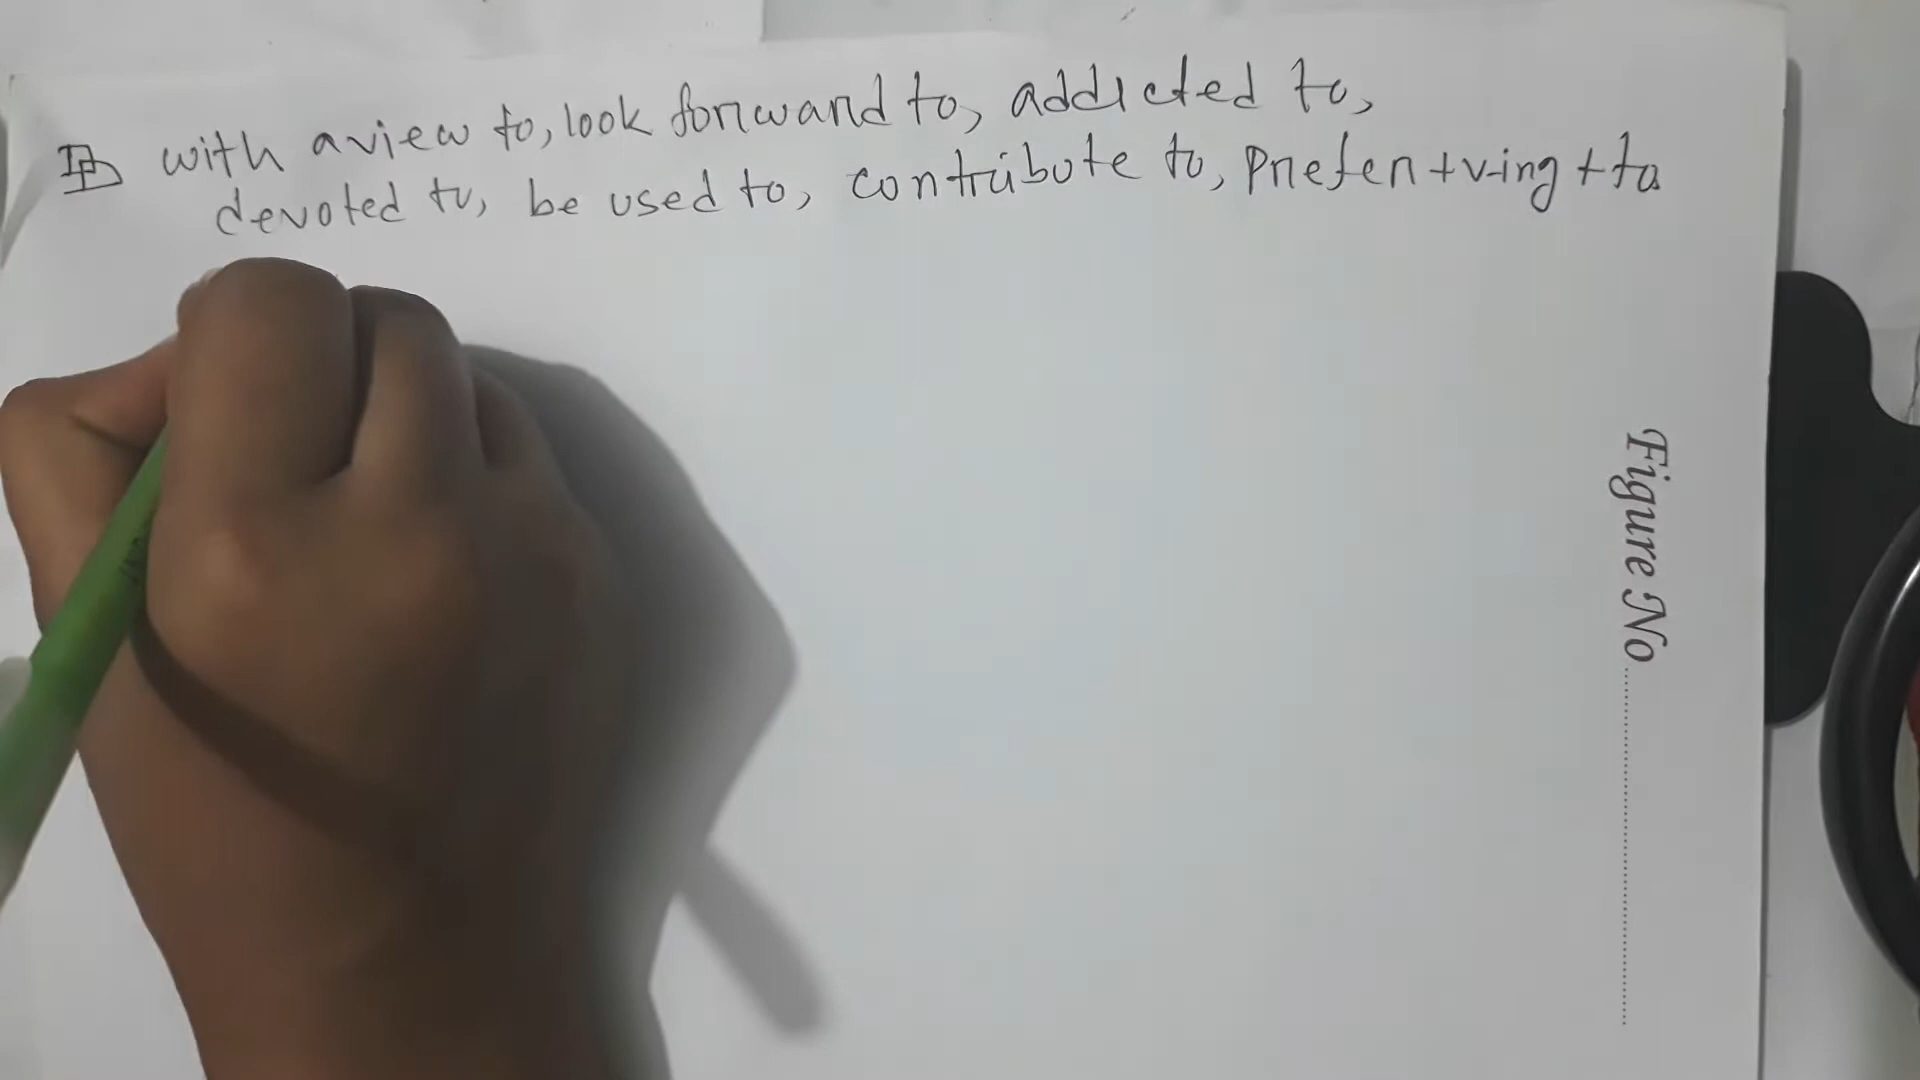 with a view to, look forward to, addicted to,
devoted to, be used to, contribute to, prefer + v-ing + to
Figure No....................